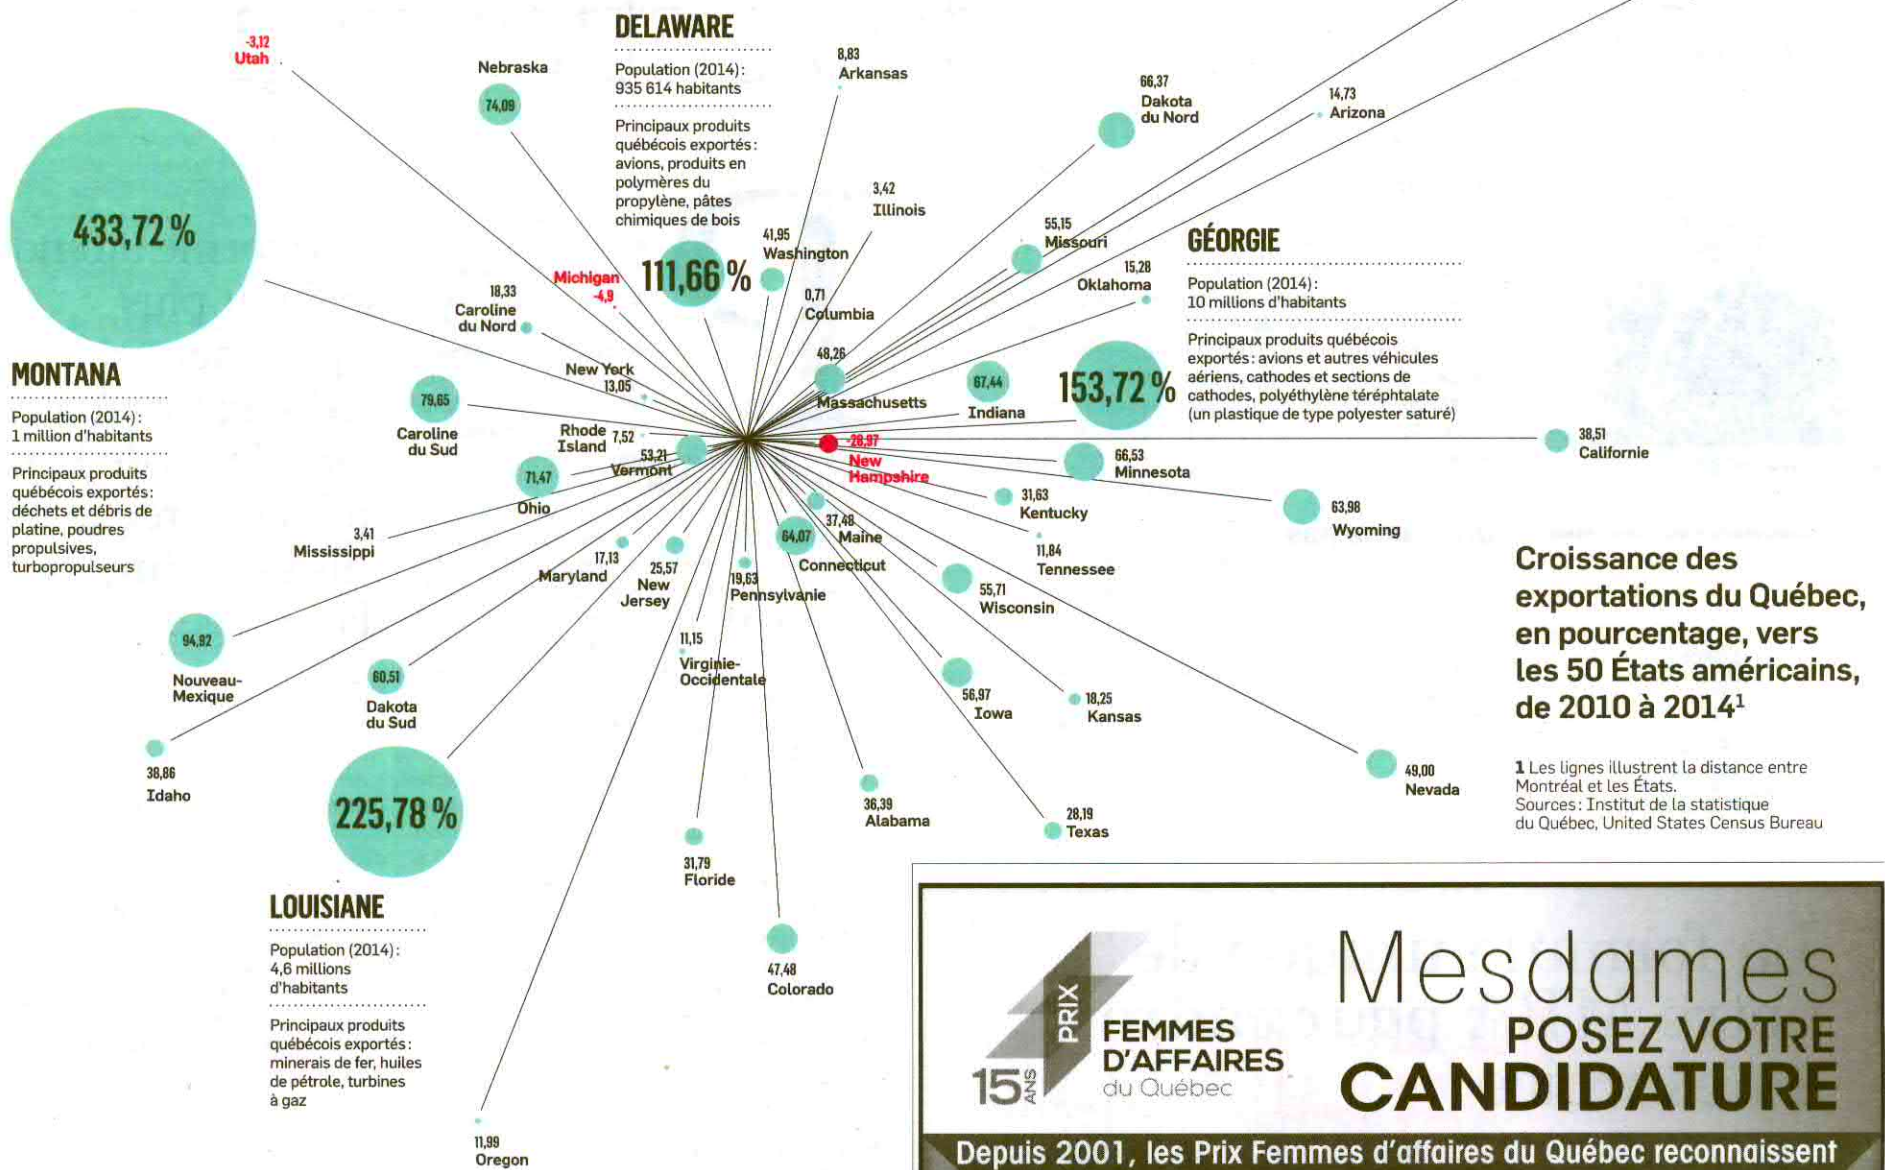 -3,12
Utah
Nebraska
74,09
DELAWARE
Population (2014) :
935 614 habitants
Principaux produits
québécois exportés :
avions, produits en
polymères du
propylène, pâtes
chimiques de bois
111,66 %
8,83
Arkansas
66,37
Dakota
du Nord
14,73
Arizona
433,72 %
MONTANA
Population (2014) :
1 million d'habitants
Principaux produits
québécois exportés :
déchets et débris de
platine, poudres
propulsives,
turbopropulseurs
3,42
Illinois
41,95
Washington
Michigan
-4,9
18,33
Caroline
du Nord
0,71
Columbia
55,15
Missouri
15,28
Oklahoma
GÉORGIE
Population (2014) :
10 millions d'habitants
Principaux produits québécois
exportés : avions et autres véhicules
aériens, cathodes et sections de
cathodes, polyéthylène téréphtalate
(un plastique de type polyester saturé)
153,72 %
New York
13,05
48,26
Massachusetts
67,44
Indiana
79,65
Caroline
du Sud
Rhode
Island
7,52
53,21
Vermont
-28,97
New
Hampshire
66,53
Minnesota
38,51
Californie
71,47
Ohio
31,63
Kentucky
63,98
Wyoming
3,41
Mississippi
17,13
Maryland
25,57
New
Jersey
19,63
Pennsylvanie
37,48
Maine
64,07
Connecticut
11,84
Tennessee
55,71
Wisconsin
94,92
Nouveau-
Mexique
11,15
Virginie-
Occidentale
60,51
Dakota
du Sud
56,97
Iowa
18,25
Kansas
38,86
Idaho
49,00
Nevada
225,78 %
LOUISIANE
Population (2014) :
4,6 millions
d'habitants
Principaux produits
québécois exportés :
minerais de fer, huiles
de pétrole, turbines
à gaz
36,39
Alabama
28,19
Texas
31,79
Floride
47,48
Colorado
11,99
Oregon
Croissance des
exportations du Québec,
en pourcentage, vers
les 50 États américains,
de 2010 à 2014¹
1 Les lignes illustrent la distance entre
Montréal et les États.
Sources : Institut de la statistique
du Québec, United States Census Bureau
PRIX
FEMMES
D'AFFAIRES
du Québec
15 ANS
Mesdames
POSEZ VOTRE
CANDIDATURE
Depuis 2001, les Prix Femmes d'affaires du Québec reconnaissent